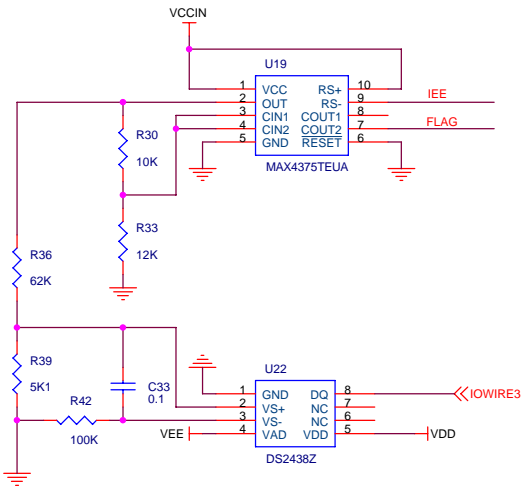 VCCIN
U19
1 VCC RS+ 10
2 OUT RS- 9 IEE
3 CIN1 COUT1 8
4 CIN2 COUT2 7 FLAG
5 GND RESET 6
MAX4375TEUA
R30
10K
R33
12K
R36
62K
R39
5K1
R42
100K
C33
0.1
U22
1 GND DQ 8 IOWIRE3
2 VS+ NC 7
3 VS- NC 6
VEE 4 VAD VDD 5 VDD
DS2438Z